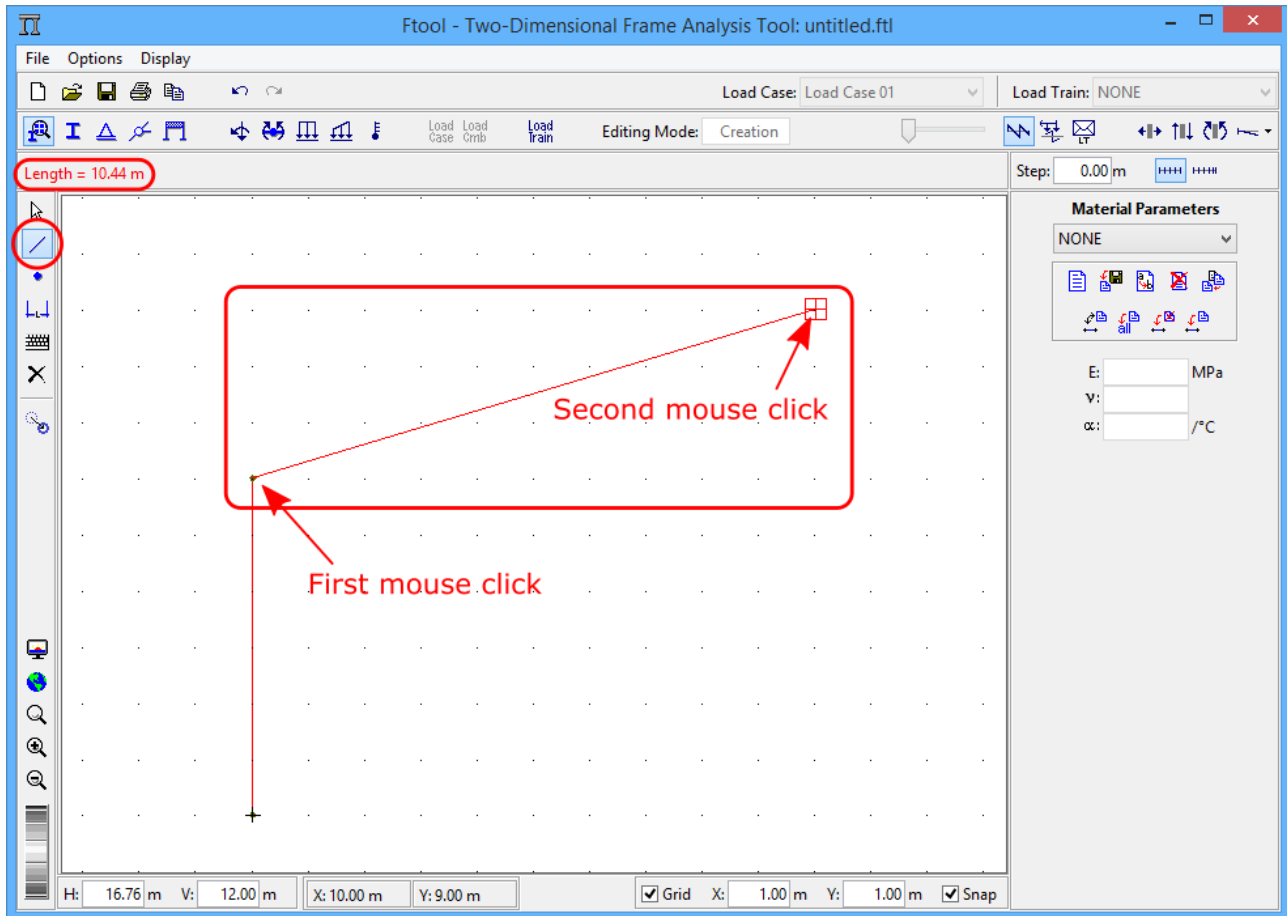 Ftool - Two-Dimensional Frame Analysis Tool: untitled.ftl
File Options Display
Load Case: Load Case 01 Load Train: NONE
Load Case Load Cmb Load Train Editing Mode: Creation LT
Length = 10.44 m Step: 0.00 m
Material Parameters
NONE
a b
all
E: MPa
ν:
α: /°C
L
Second mouse click
First mouse click
H: 16.76 m V: 12.00 m X: 10.00 m Y: 9.00 m Grid X: 1.00 m Y: 1.00 m Snap